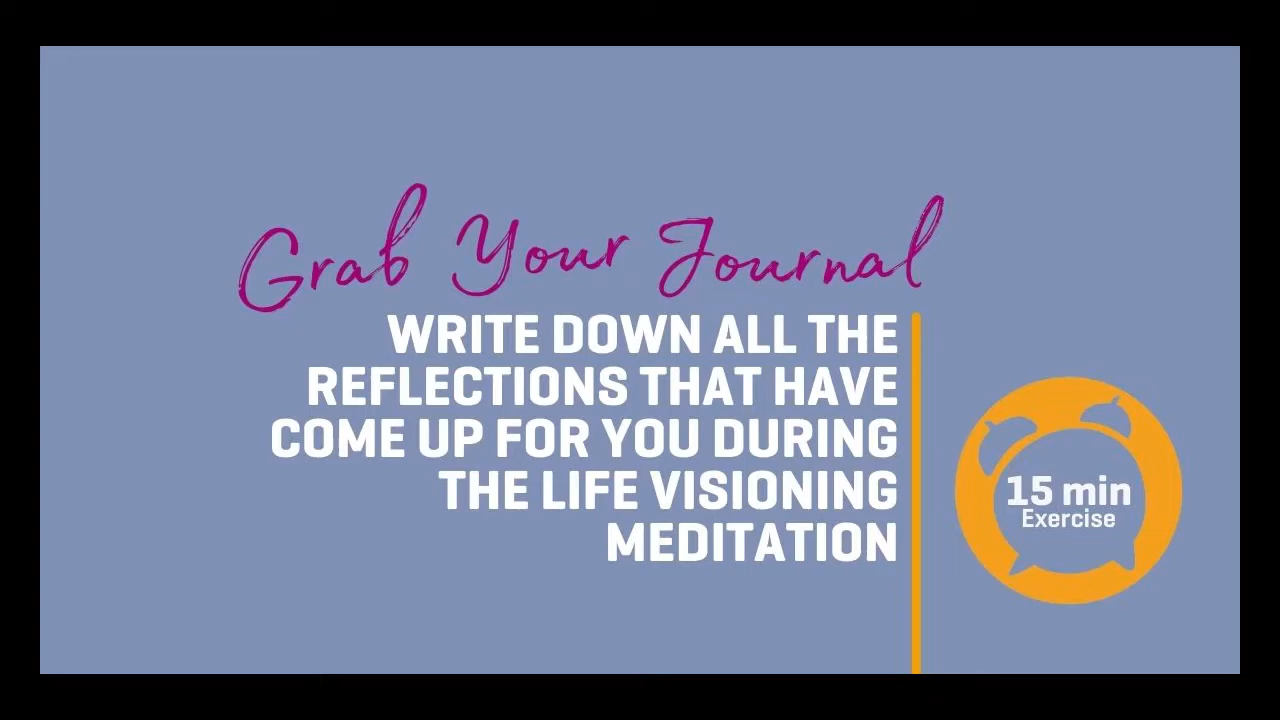 Grab Your Journal
WRITE DOWN ALL THE
REFLECTIONS THAT HAVE
COME UP FOR YOU DURING
THE LIFE VISIONING
MEDITATION
15 min
Exercise